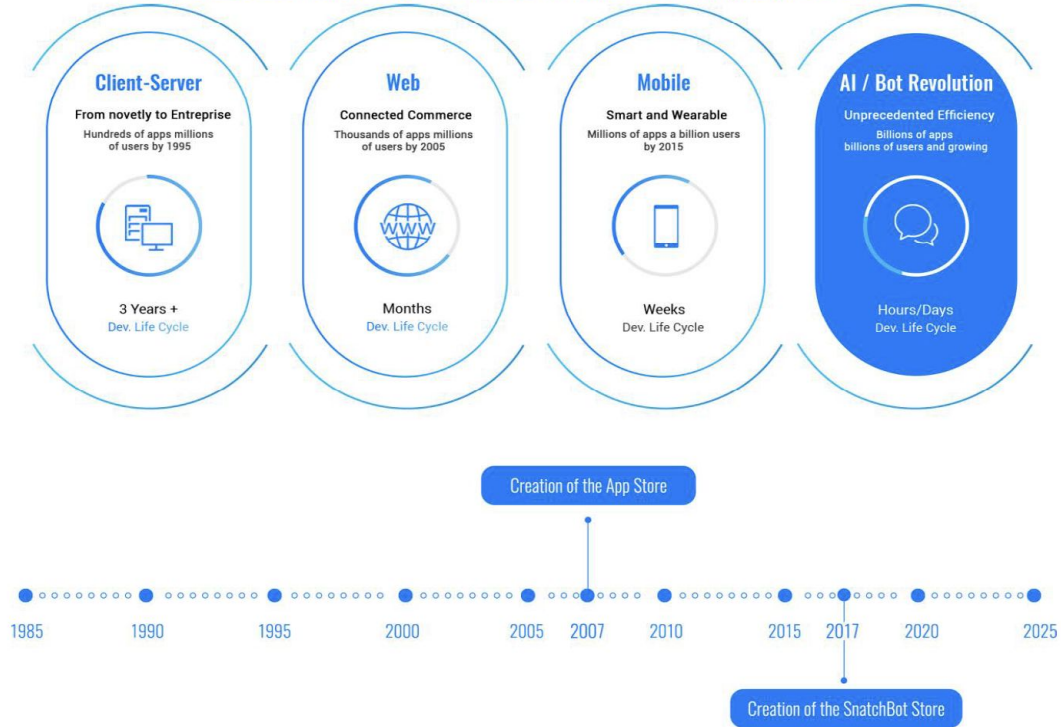 Client-Server
From novetly to Entreprise
Hundreds of apps millions
of users by 1995
3 Years +
Dev. Life Cycle
Web
Connected Commerce
Thousands of apps millions
of users by 2005
WWW
Months
Dev. Life Cycle
Mobile
Smart and Wearable
Millions of apps a billion users
by 2015
Weeks
Dev. Life Cycle
AI / Bot Revolution
Unprecedented Efficiency
Billions of apps
billions of users and growing
Hours/Days
Dev. Life Cycle
Creation of the App Store
1985 1990 1995 2000 2005 2007 2010 2015 2017 2020 2025
Creation of the SnatchBot Store